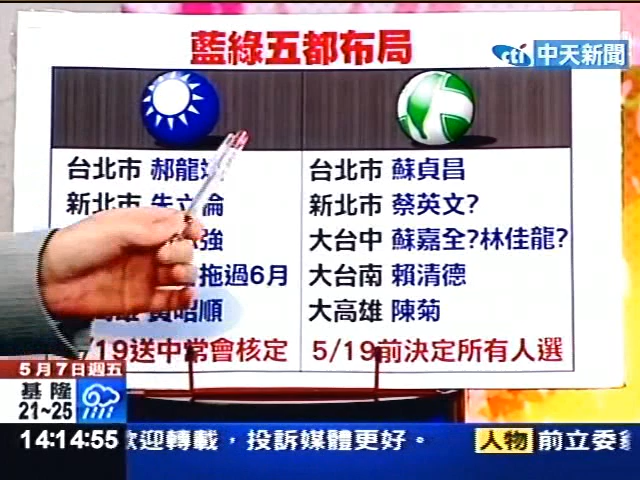 藍綠五都布局
cti 中天新聞
台北市 郝龍
台北市 蘇貞昌
新北市 朱立倫
新北市 蔡英文?
強
大台中 蘇嘉全?林佳龍?
拖過6月
大台南 賴清德
黃昭順
大高雄 陳菊
/19送中常會核定
5/19前決定所有人選
5月7日週五
基隆
21~25
14:14:55
歡迎轉載，投訴媒體更好。
人物 前立委